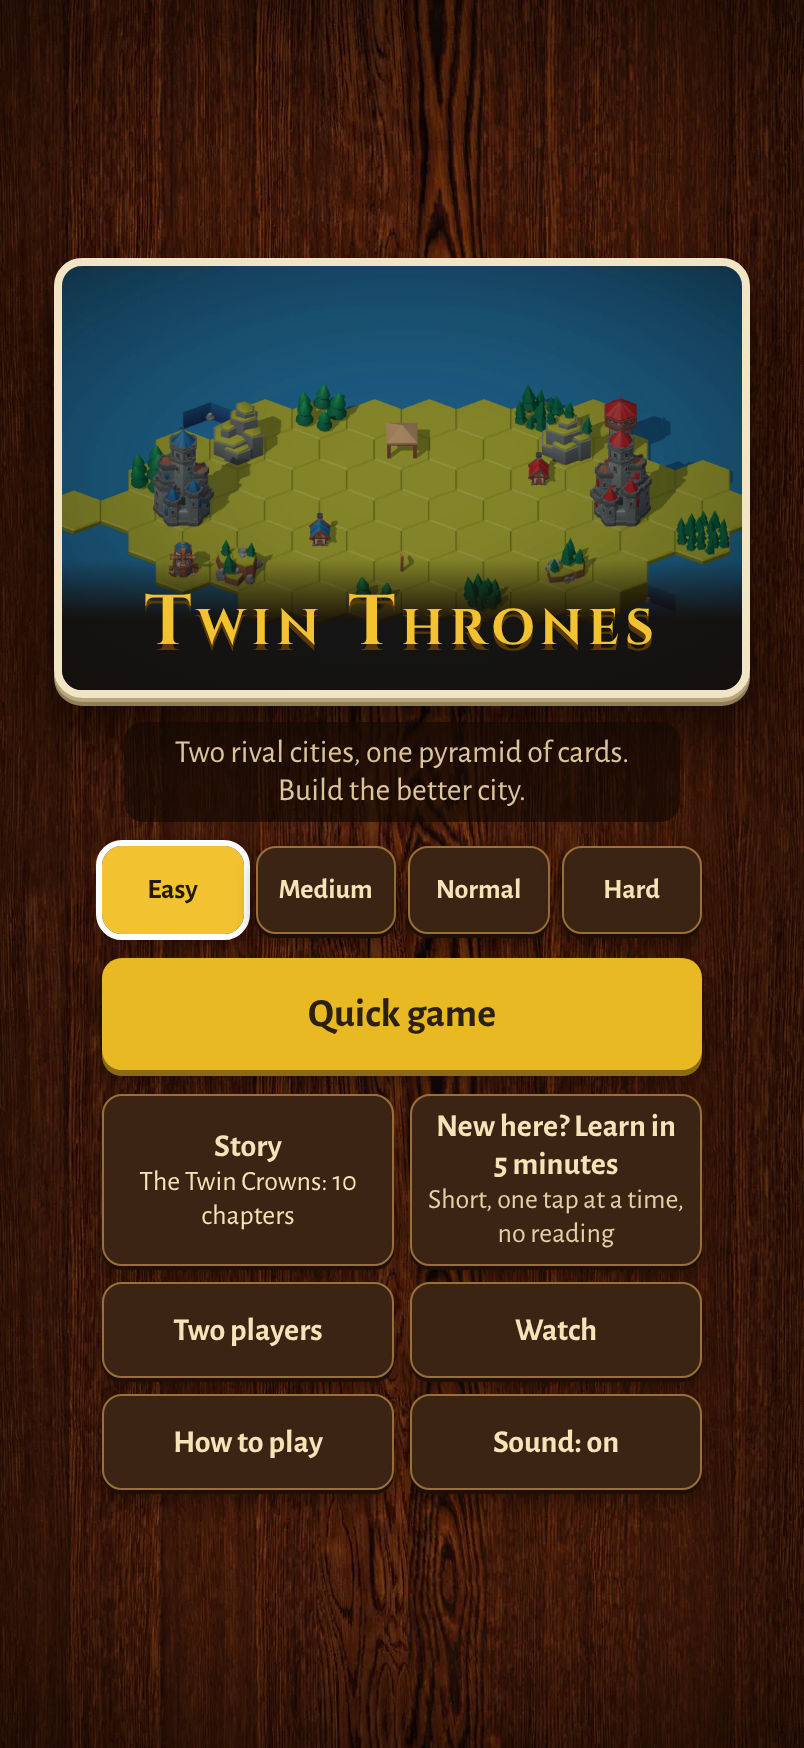 Twin Thrones
Two rival cities, one pyramid of cards.
Build the better city.
Easy
Medium
Normal
Hard
Quick game
Story
The Twin Crowns: 10
chapters
New here? Learn in
5 minutes
Short, one tap at a time,
no reading
Two players
Watch
How to play
Sound: on